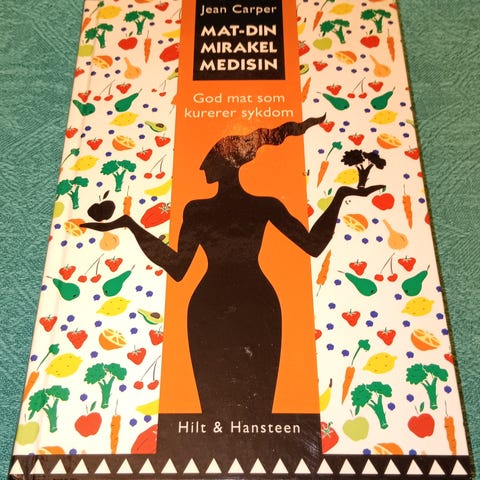 Jean Carper
MAT-DIN
MIRAKEL
MEDISIN
God mat som
kurerer sykdom
Hilt & Hansteen